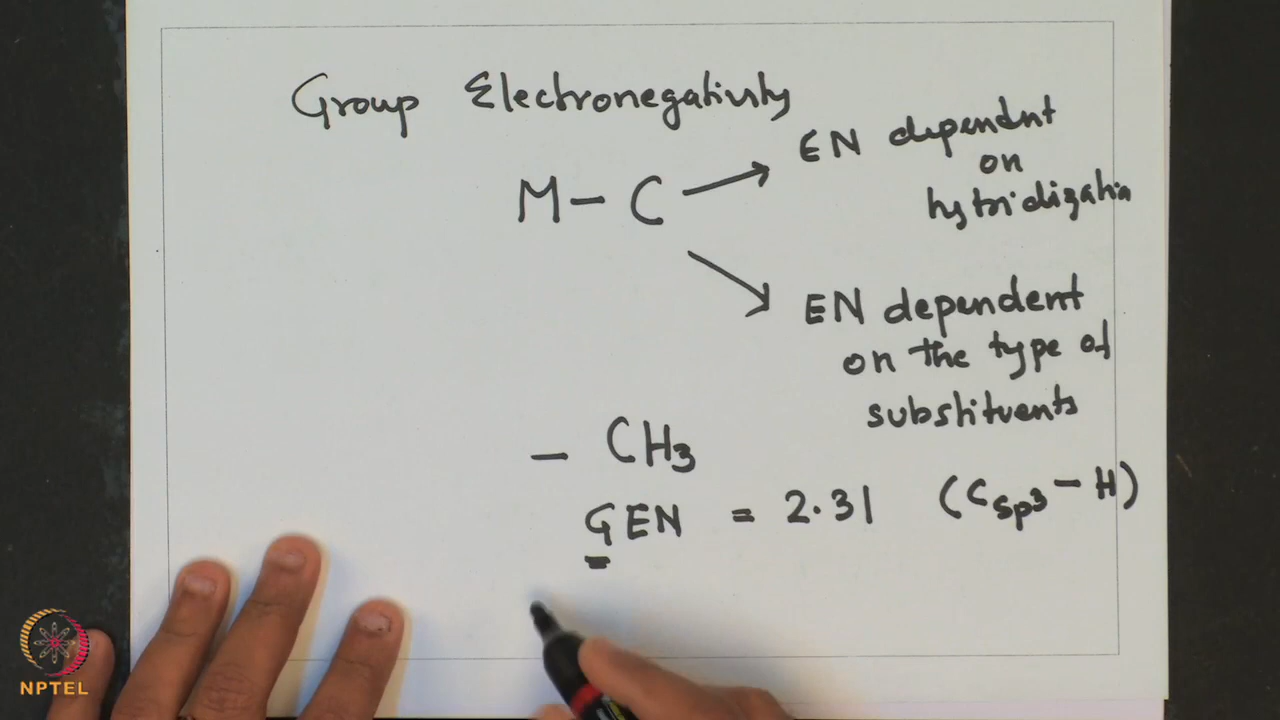 Group Electronegativity
M - C → EN dependent
on
hybridization
EN dependent
on the type of
substituents
- CH3
GEN = 2.31 (Csp3 - H)
NPTEL